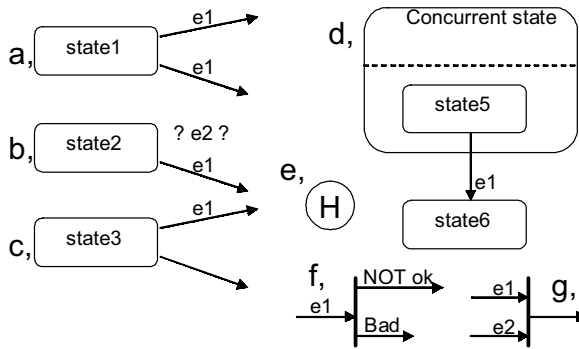 a,
state1
e1
e1
b,
state2
? e2 ?
e1
c,
state3
e1
d,
Concurrent state
state5
e1
state6
e,
H
f,
e1
NOT ok
Bad
g,
e1
e2